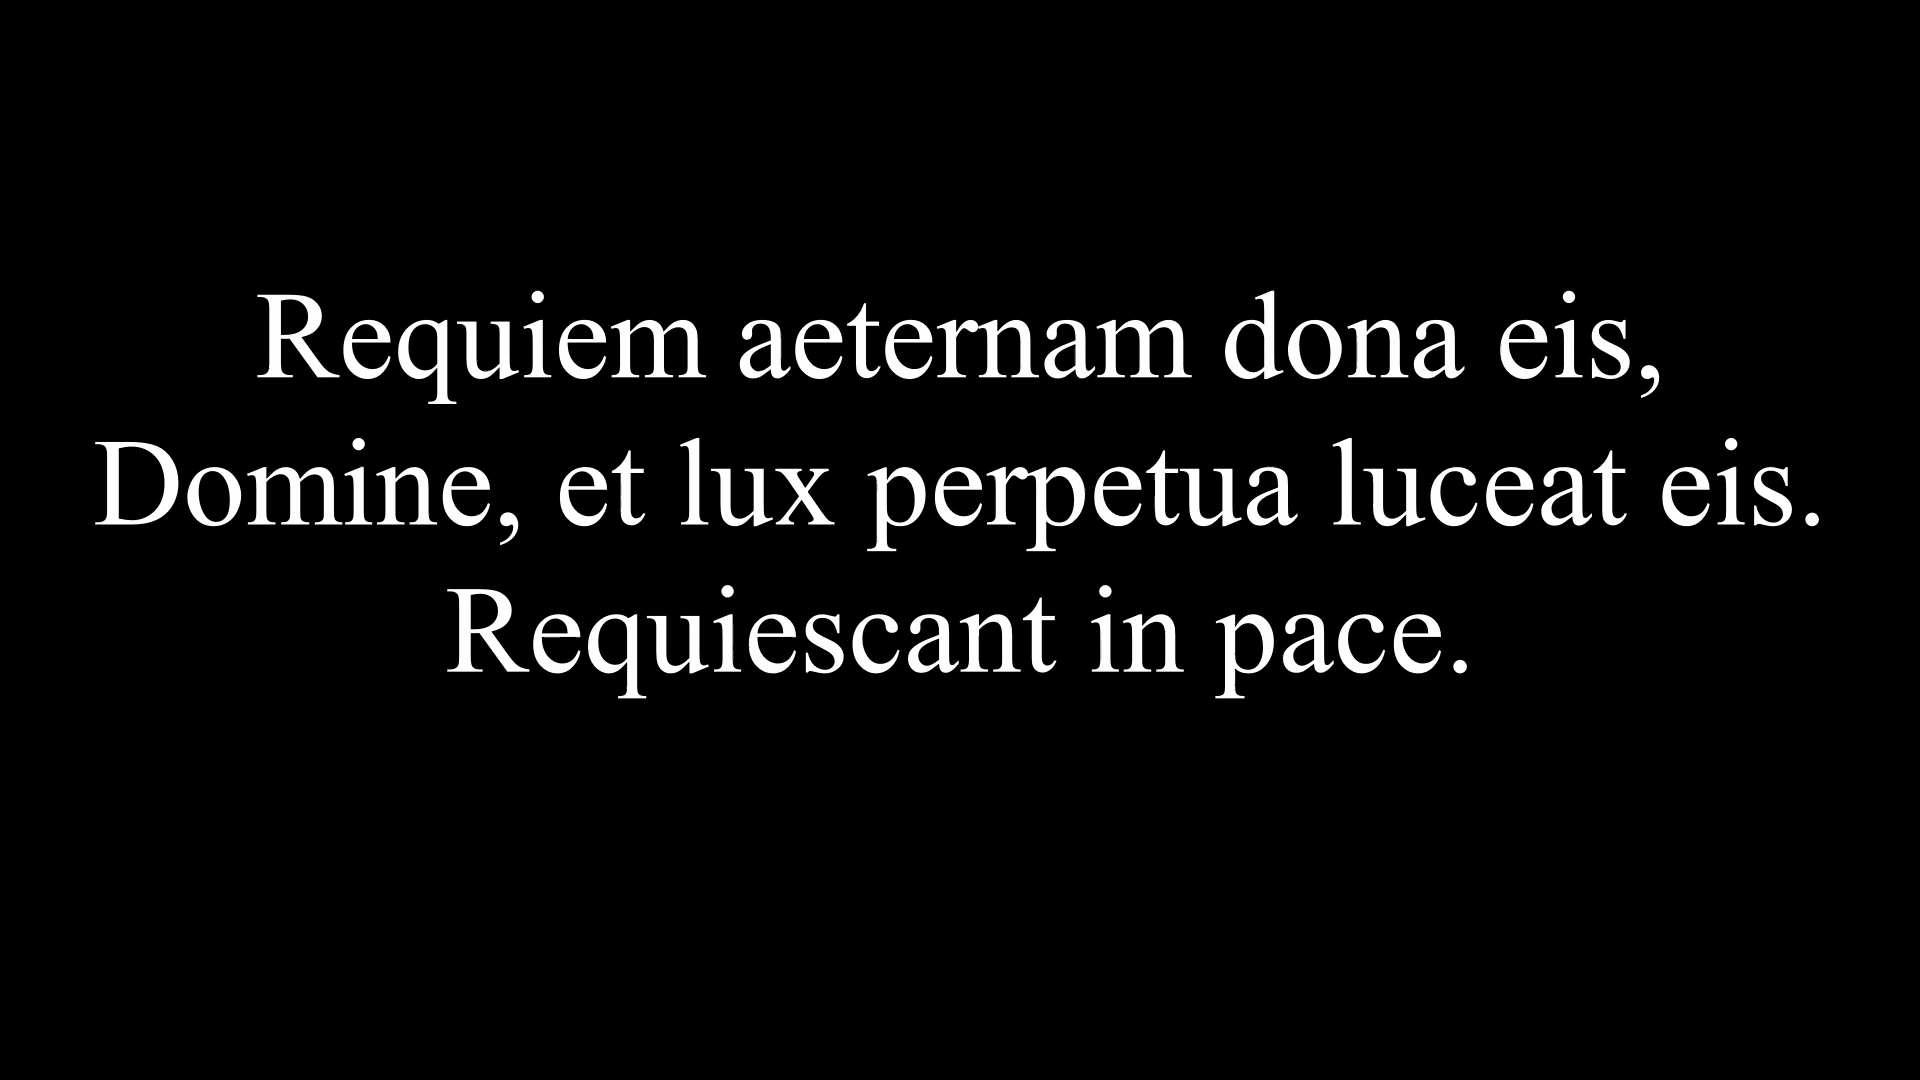 Requiem aeternam dona eis,
Domine, et lux perpetua luceat eis.
Requiescant in pace.